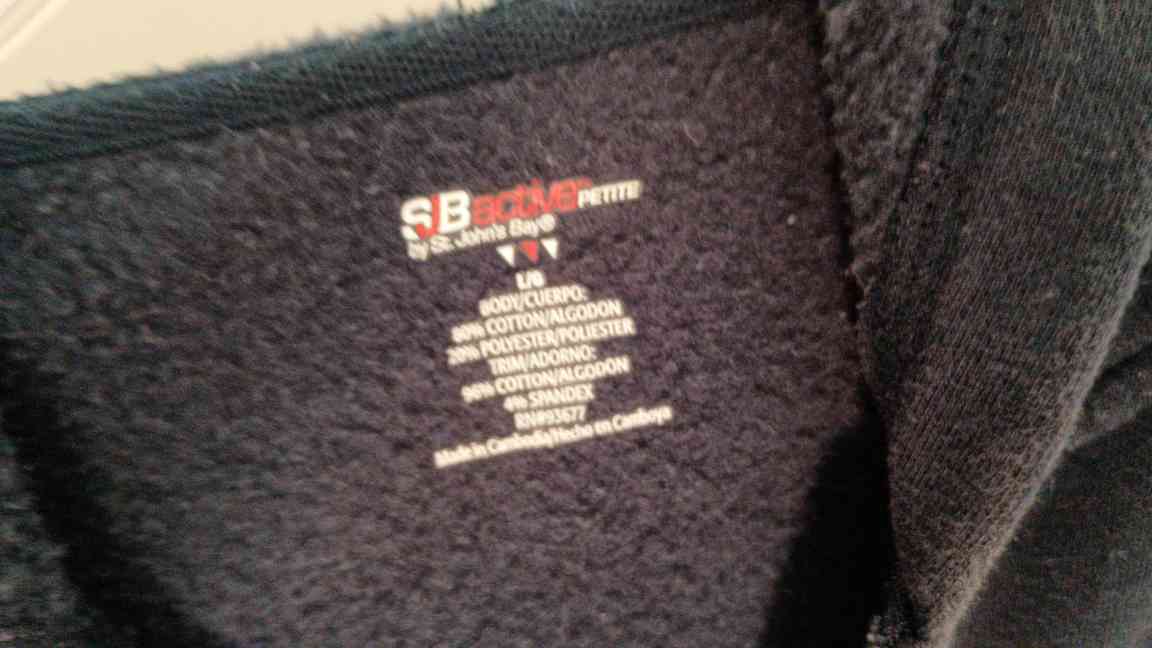 SJB active™ PETITE
by St. John's Bay®
L/G
BODY/CUERPO:
80% COTTON/ALGODON
20% POLYESTER/POLIESTER
TRIM/ADORNO:
96% COTTON/ALGODON
4% SPANDEX
RN#93677
Made in Cambodia/Hecho en Camboya